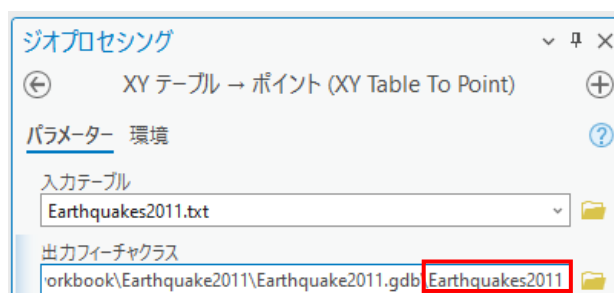 ジオプロセシング
XY テーブル → ポイント (XY Table To Point)
パラメーター 環境
入力テーブル
Earthquakes2011.txt
出力フィーチャクラス
orkbook\Earthquake2011\Earthquake2011.gdb\Earthquakes2011